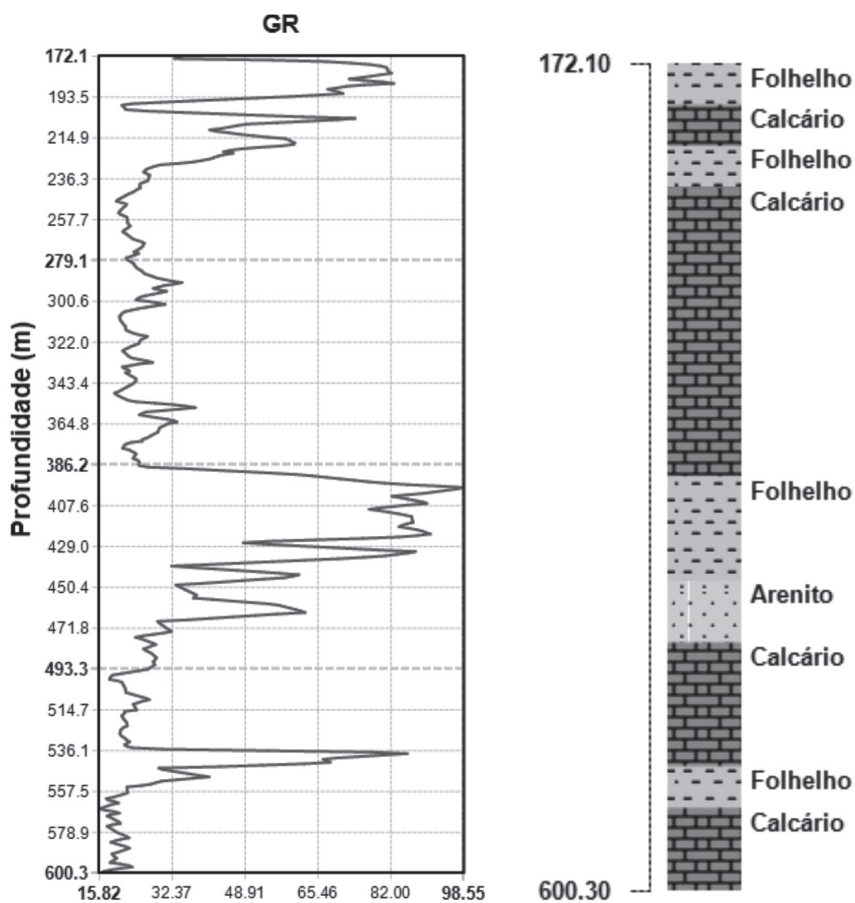 GR
Profundidade (m)
172.1
193.5
214.9
236.3
257.7
279.1
300.6
322.0
343.4
364.8
386.2
407.6
429.0
450.4
471.8
493.3
514.7
536.1
557.5
578.9
600.3
15.82 32.37 48.91 65.46 82.00 98.55
172.10
600.30
Folhelho
Calcário
Folhelho
Calcário
Folhelho
Arenito
Calcário
Folhelho
Calcário